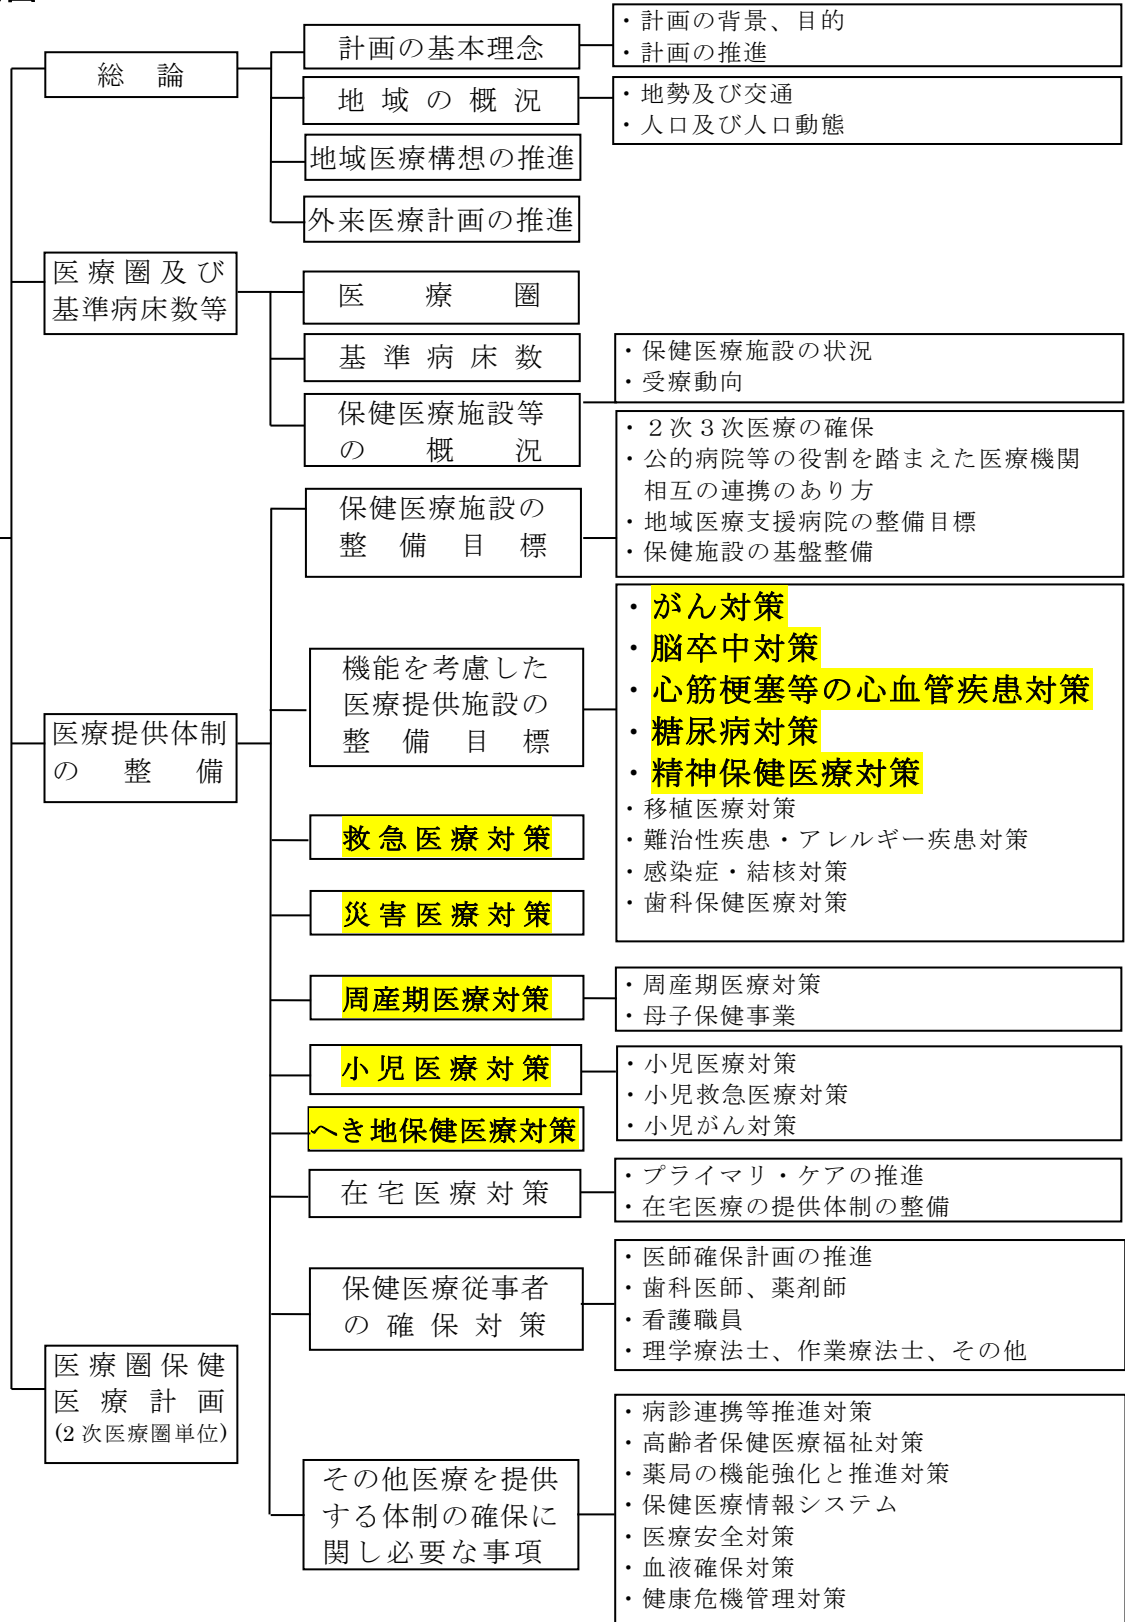 総論
計画の基本理念
・計画の背景、目的
・計画の推進
地域の概況
・地勢及び交通
・人口及び人口動態
地域医療構想の推進
外来医療計画の推進
医療圏及び
基準病床数等
医療圏
基準病床数
保健医療施設等
の概況
・保健医療施設の状況
・受療動向
医療提供体制
の整備
保健医療施設の
整備目標
・２次３次医療の確保
・公的病院等の役割を踏まえた医療機関
相互の連携のあり方
・地域医療支援病院の整備目標
・保健施設の基盤整備
機能を考慮した
医療提供施設の
整備目標
・がん対策
・脳卒中対策
・心筋梗塞等の心血管疾患対策
・糖尿病対策
・精神保健医療対策
・移植医療対策
・難治性疾患・アレルギー疾患対策
・感染症・結核対策
・歯科保健医療対策
救急医療対策
災害医療対策
周産期医療対策
・周産期医療対策
・母子保健事業
小児医療対策
・小児医療対策
・小児救急医療対策
・小児がん対策
へき地保健医療対策
在宅医療対策
・プライマリ・ケアの推進
・在宅医療の提供体制の整備
保健医療従事者
の確保対策
・医師確保計画の推進
・歯科医師、薬剤師
・看護職員
・理学療法士、作業療法士、その他
その他医療を提供
する体制の確保に
関し必要な事項
・病診連携等推進対策
・高齢者保健医療福祉対策
・薬局の機能強化と推進対策
・保健医療情報システム
・医療安全対策
・血液確保対策
・健康危機管理対策
医療圏保健
医療計画
(2次医療圏単位)